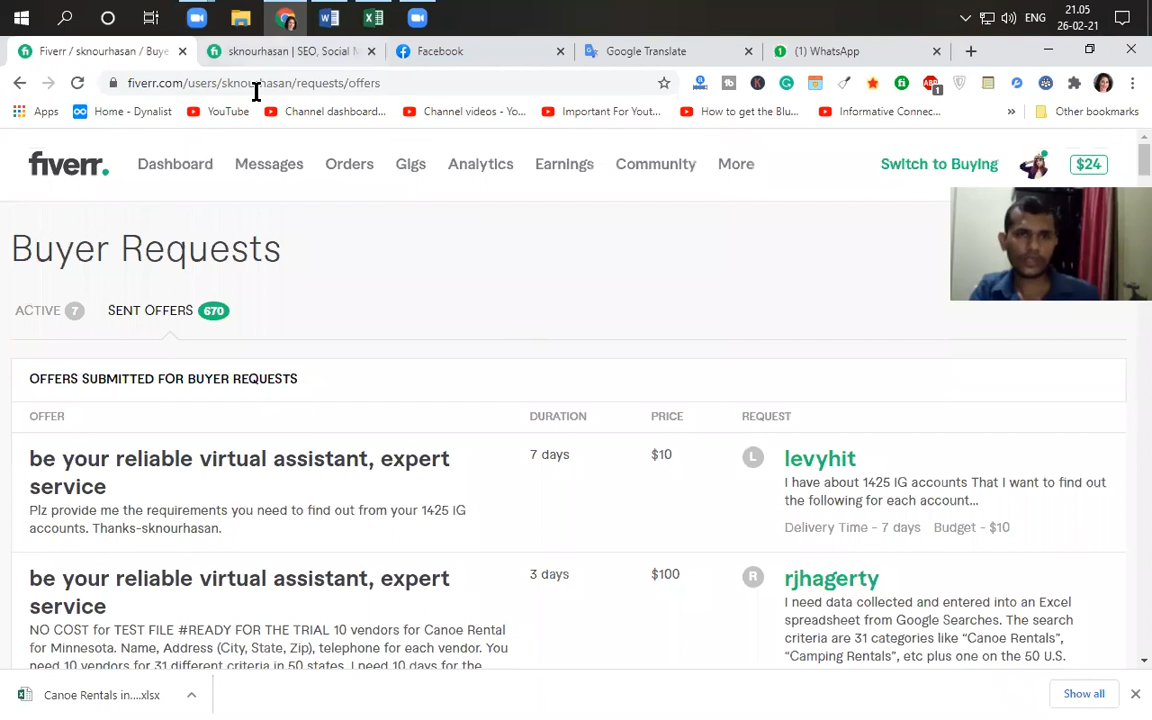 ENG
21.05
26-02-21
Fiverr / sknourhasan / Buye
sknourhasan | SEO, Social M
Facebook
Google Translate
(1) WhatsApp
fiverr.com/users/sknourhasan/requests/offers
Apps
Home - Dynalist
YouTube
Channel dashboard...
Channel videos - Yo...
Important For Yout...
How to get the Blu...
Informative Connec...
Other bookmarks
fiverr.
Dashboard
Messages
Orders
Gigs
Analytics
Earnings
Community
More
Switch to Buying
$24
Buyer Requests
ACTIVE 7
SENT OFFERS 670
OFFERS SUBMITTED FOR BUYER REQUESTS
OFFER
DURATION
PRICE
REQUEST
be your reliable virtual assistant, expert
service
Plz provide me the requirements you need to find out from your 1425 IG
accounts. Thanks-sknourhasan.
7 days
$10
L
levyhit
I have about 1425 IG accounts That I want to find out
the following for each account...
Delivery Time - 7 days Budget - $10
be your reliable virtual assistant, expert
service
NO COST for TEST FILE #READY FOR THE TRIAL 10 vendors for Canoe Rental
for Minnesota. Name, Address (City, State, Zip), telephone for each vendor. You
need 10 vendors for 31 different criteria in 50 states. I need 10 days for the
3 days
$100
R
rjhagerty
I need data collected and entered into an Excel
spreadsheet from Google Searches. The search
criteria are 31 categories like “Canoe Rentals”,
“Camping Rentals”, etc plus one on the 50 U.S.
Canoe Rentals in....xlsx
Show all